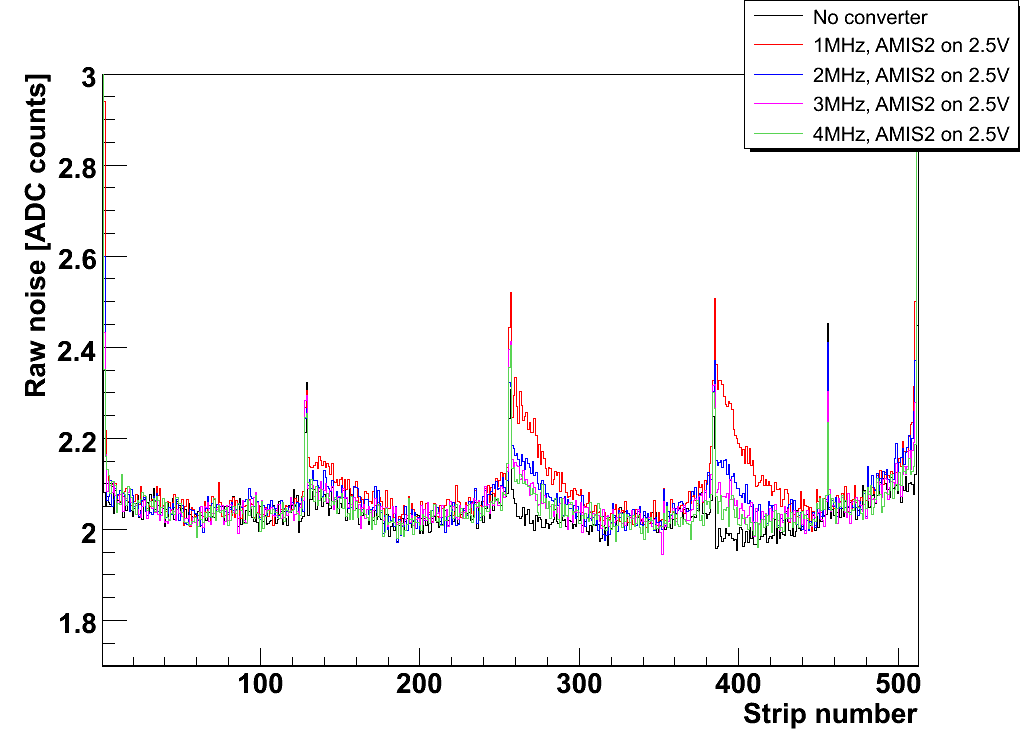 No converter
1MHz, AMIS2 on 2.5V
2MHz, AMIS2 on 2.5V
3MHz, AMIS2 on 2.5V
4MHz, AMIS2 on 2.5V
Raw noise [ADC counts]
3
2.8
2.6
2.4
2.2
2
1.8
100 200 300 400 500
Strip number